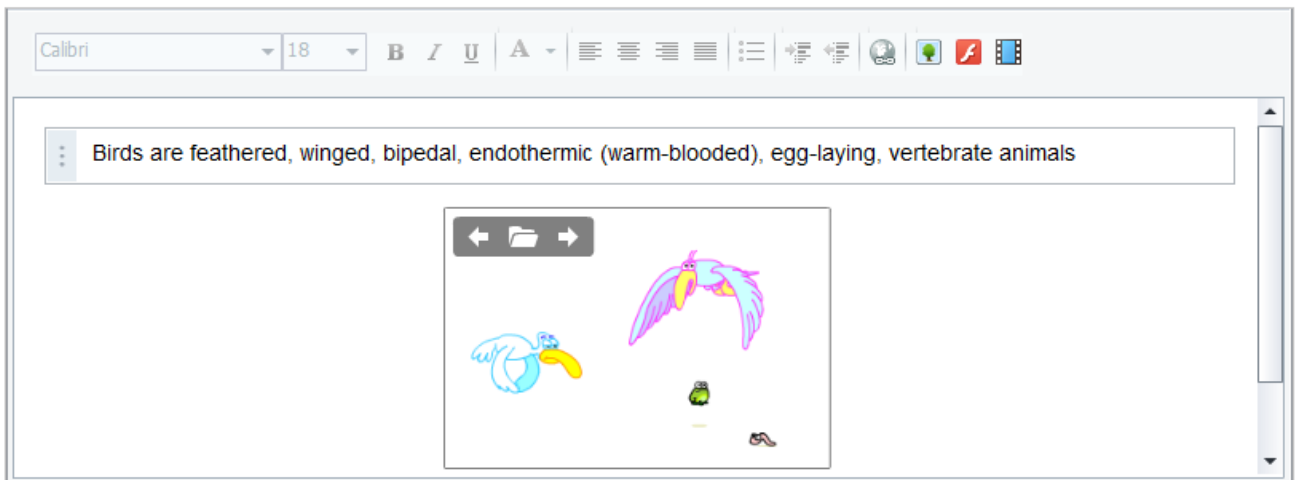 Calibri 18 B I U A
Birds are feathered, winged, bipedal, endothermic (warm-blooded), egg-laying, vertebrate animals